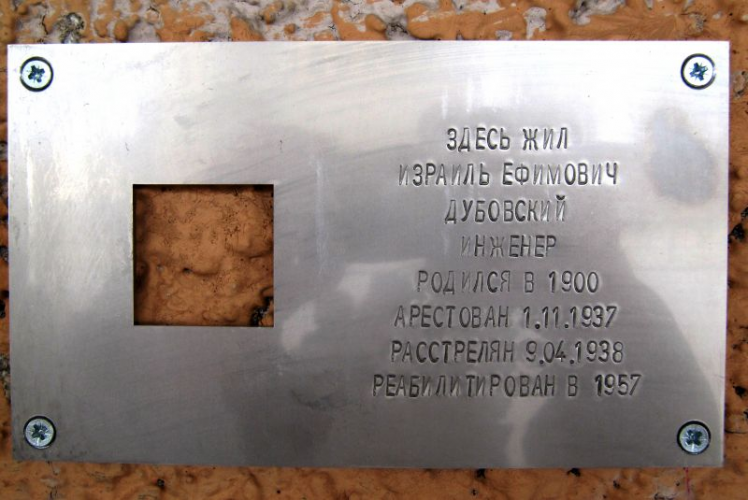 ЗДЕСЬ ЖИЛ
ИЗРАИЛЬ ЕФИМОВИЧ
ДУБОВСКИЙ
ИНЖЕНЕР
РОДИЛСЯ В 1900
АРЕСТОВАН 1.11.1937
РАССТРЕЛЯН 9.04.1938
РЕАБИЛИТИРОВАН В 1957